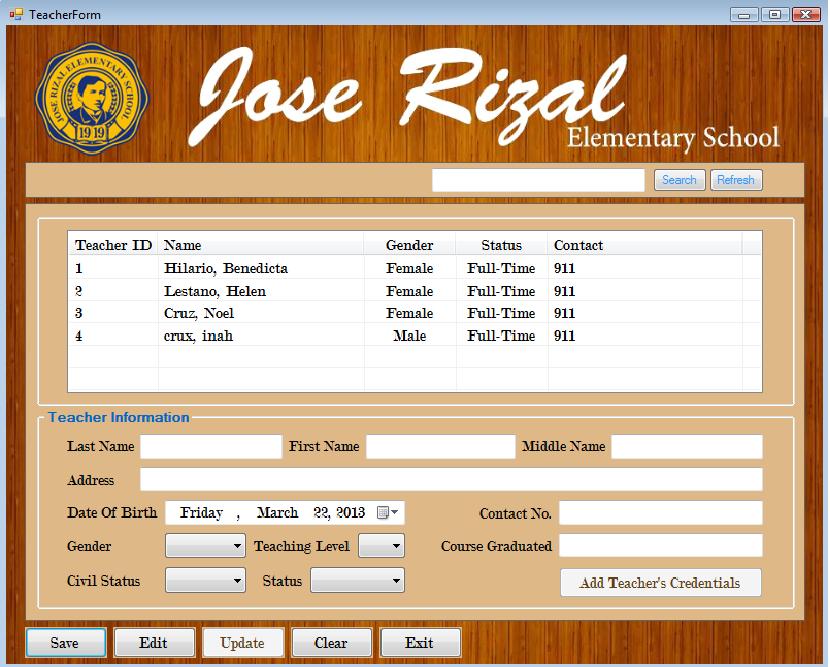 TeacherForm
JOSE RIZAL ELEMENTARY SCHOOL
1919
Jose Rizal
Elementary School
Search Refresh
Teacher ID Name Gender Status Contact
1 Hilario, Benedicta Female Full-Time 911
2 Lestano, Helen Female Full-Time 911
3 Cruz, Noel Female Full-Time 911
4 crux, inah Male Full-Time 911
Teacher Information
Last Name First Name Middle Name
Address
Date Of Birth Friday , March 22, 2013 Contact No.
Gender Teaching Level Course Graduated
Civil Status Status Add Teacher's Credentials
Save Edit Update Clear Exit